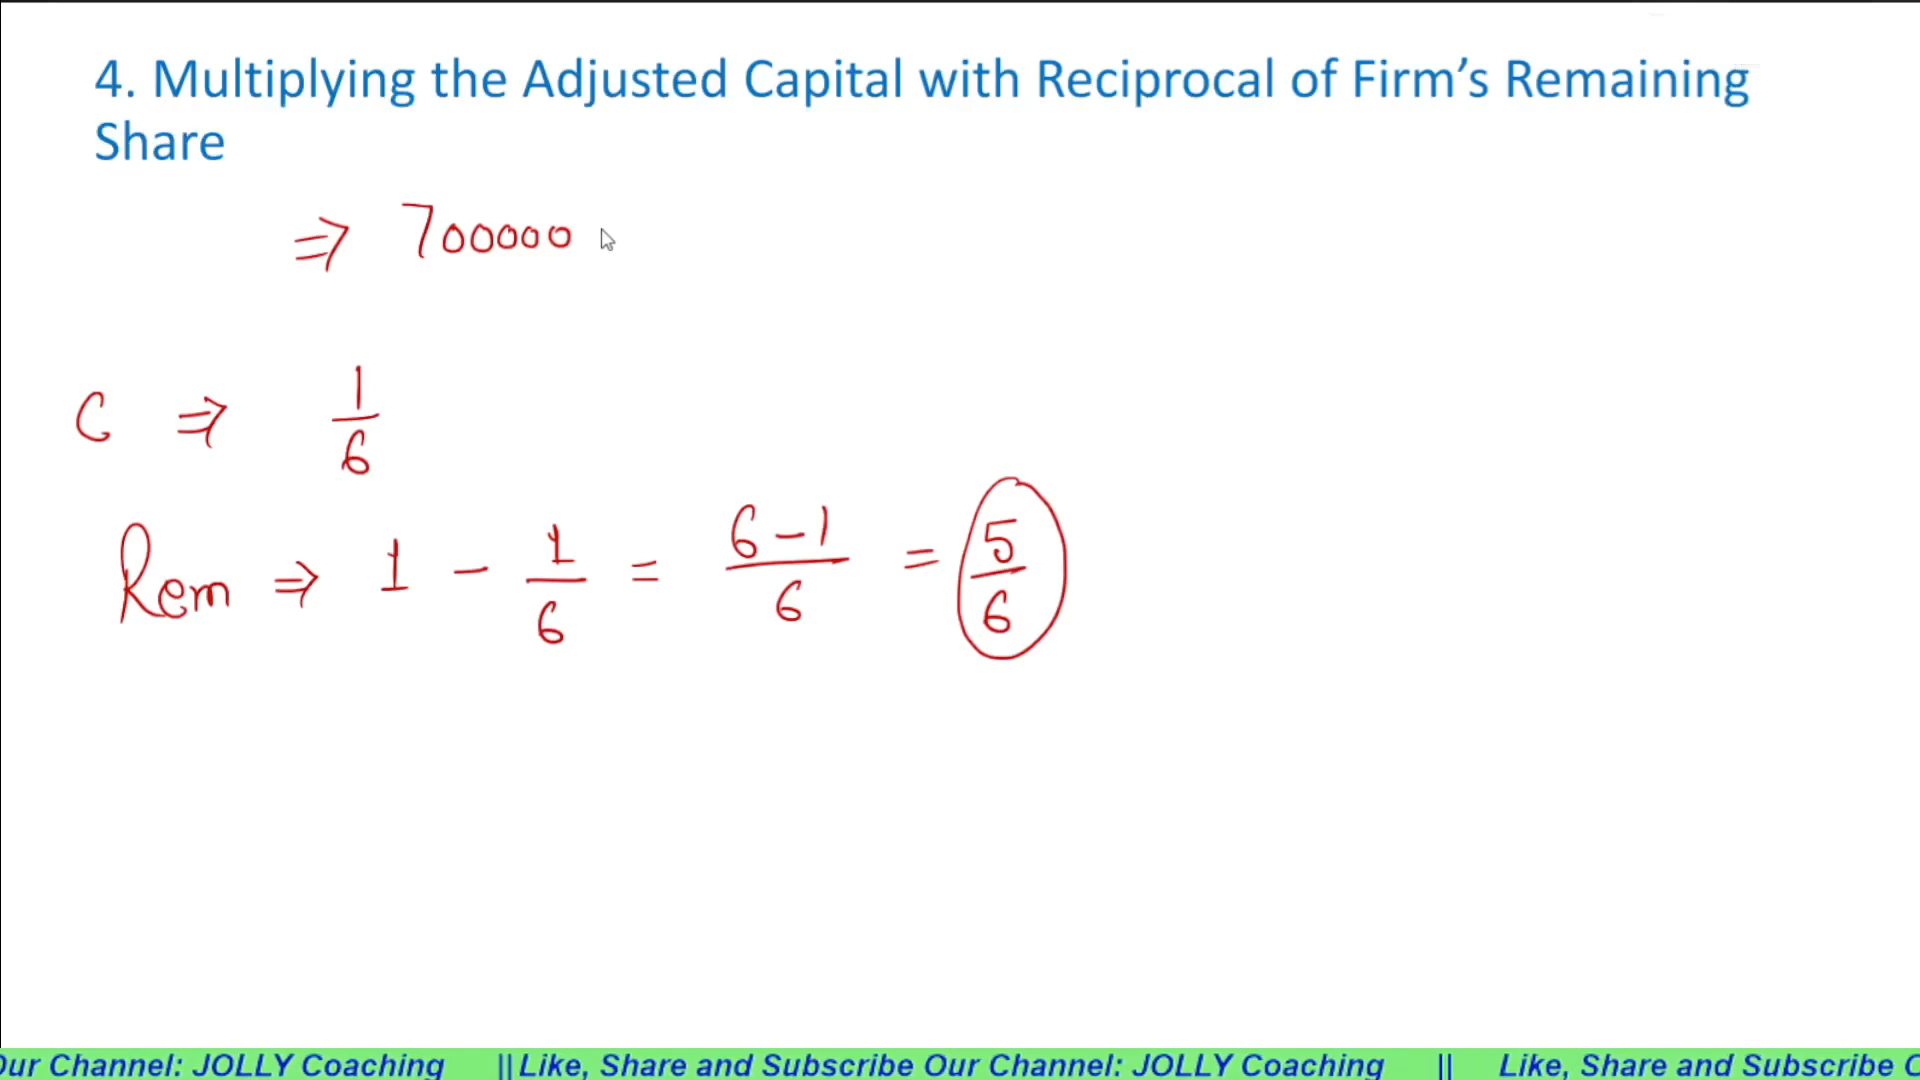 4. Multiplying the Adjusted Capital with Reciprocal of Firm’s Remaining
Share
⇒ 700000
C ⇒ 1/6
Rem ⇒ 1 - 1/6 = 6-1/6 = 5/6
Our Channel: JOLLY Coaching || Like, Share and Subscribe Our Channel: JOLLY Coaching || Like, Share and Subscribe O